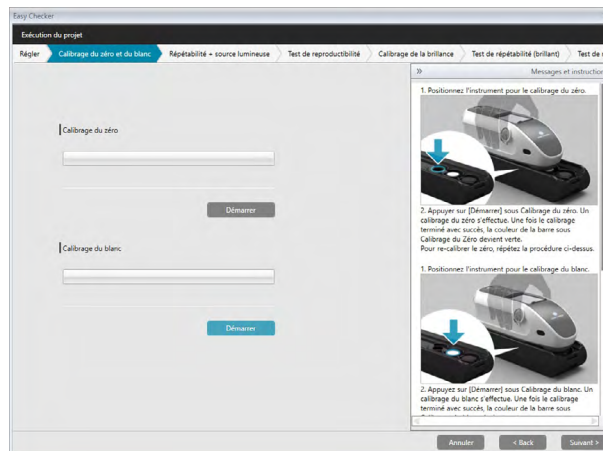 Easy Checker
Exécution du projet
Régler Calibrage du zéro et du blanc Répétabilité + source lumineuse Test de reproductibilité Calibrage de la brillance Test de répétabilité (brillant) Test de
» Messages et instruction
Calibrage du zéro
Démarrer
Calibrage du blanc
Démarrer
1. Positionnez l'instrument pour le calibrage du zéro.
2. Appuyer sur [Démarrer] sous Calibrage du zéro. Un
calibrage du zéro s'effectue. Une fois le calibrage
terminé avec succès, la couleur de la barre sous
Calibrage du Zéro devient verte.
Pour re-calibrer le zéro, répétez la procédure ci-dessus.
1. Positionnez l'instrument pour le calibrage du blanc.
2. Appuyez sur [Démarrer] sous Calibrage du blanc. Un
calibrage du blanc s'effectue. Une fois le calibrage
terminé avec succès, la couleur de la barre sous
Annuler < Back Suivant >